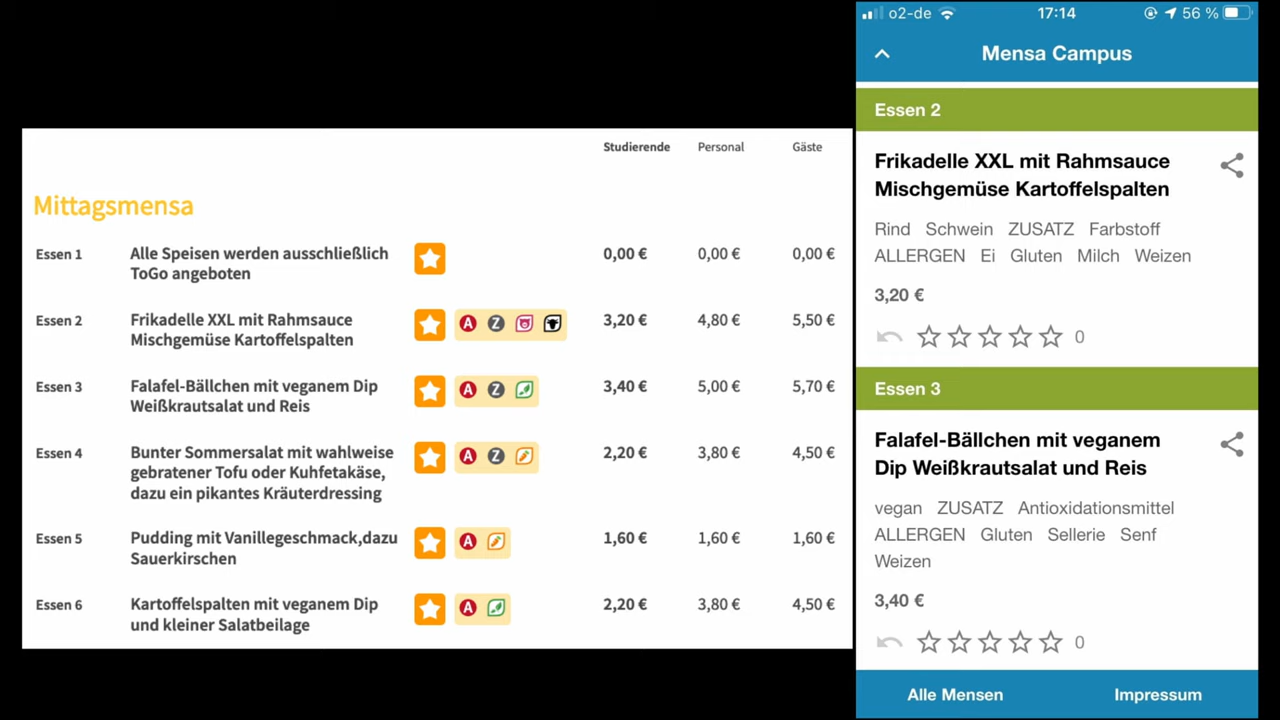 Studierende Personal Gäste
Mittagsmensa
Essen 1 Alle Speisen werden ausschließlich 0,00 € 0,00 € 0,00 €
ToGo angeboten
Essen 2 Frikadelle XXL mit Rahmsauce A Z 3,20 € 4,80 € 5,50 €
Mischgemüse Kartoffelspalten
Essen 3 Falafel-Bällchen mit veganem Dip A Z 3,40 € 5,00 € 5,70 €
Weißkrautsalat und Reis
Essen 4 Bunter Sommersalat mit wahlweise A Z 2,20 € 3,80 € 4,50 €
gebratener Tofu oder Kuhfetakäse,
dazu ein pikantes Kräuterdressing
Essen 5 Pudding mit Vanillegeschmack,dazu A 1,60 € 1,60 € 1,60 €
Sauerkirschen
Essen 6 Kartoffelspalten mit veganem Dip A 2,20 € 3,80 € 4,50 €
und kleiner Salatbeilage
o2-de 17:14 56 %
Mensa Campus
Essen 2
Frikadelle XXL mit Rahmsauce
Mischgemüse Kartoffelspalten
Rind Schwein ZUSATZ Farbstoff
ALLERGEN Ei Gluten Milch Weizen
3,20 €
0
Essen 3
Falafel-Bällchen mit veganem
Dip Weißkrautsalat und Reis
vegan ZUSATZ Antioxidationsmittel
ALLERGEN Gluten Sellerie Senf
Weizen
3,40 €
0
Alle Mensen Impressum